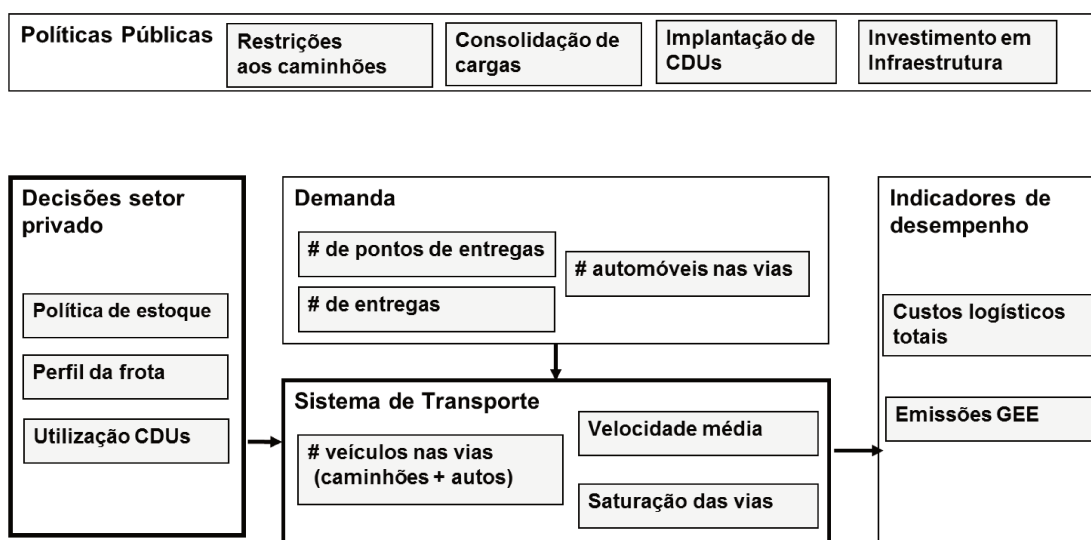 Políticas Públicas
Restrições
aos caminhões
Consolidação de
cargas
Implantação de
CDUs
Investimento em
Infraestrutura
Decisões setor
privado
Política de estoque
Perfil da frota
Utilização CDUs
Demanda
# de pontos de entregas
# de entregas
# automóveis nas vias
Sistema de Transporte
# veículos nas vias
(caminhões + autos)
Velocidade média
Saturação das vias
Indicadores de
desempenho
Custos logísticos
totais
Emissões GEE